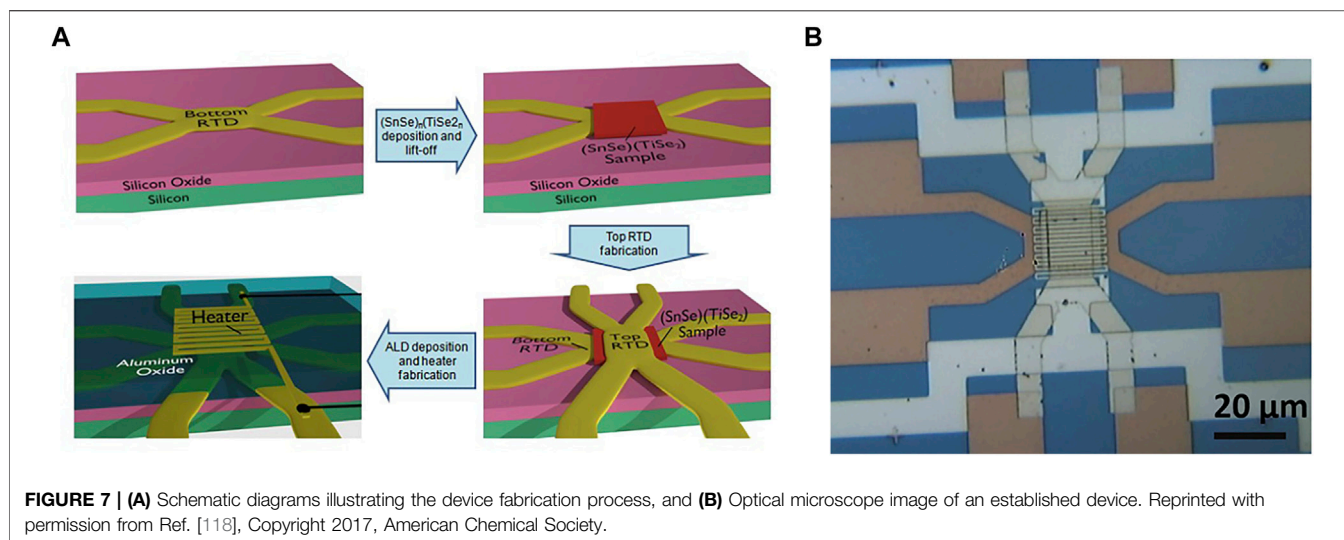 A
B
Bottom
RTD
Silicon Oxide
Silicon
(SnSe)n(TiSe2n
deposition and
lift-off
(SnSe)(TiSe₂)
Sample
Silicon Oxide
Silicon
Top RTD
fabrication
Heater
Aluminum
Oxide
ALD deposition
and heater
fabrication
Bottom
RTD
Top
RTD
(SnSe)(TiSe₂)
Sample
20 µm
FIGURE 7 | (A) Schematic diagrams illustrating the device fabrication process, and (B) Optical microscope image of an established device. Reprinted with
permission from Ref. [118], Copyright 2017, American Chemical Society.